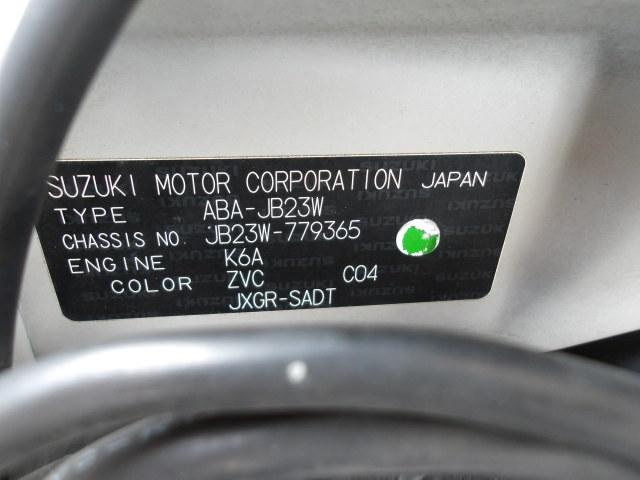 SUZUKI MOTOR CORPORATION JAPAN
TYPE ABA-JB23W
CHASSIS NO. JB23W-779365
ENGINE K6A
COLOR ZVC C04
JXGR-SADT